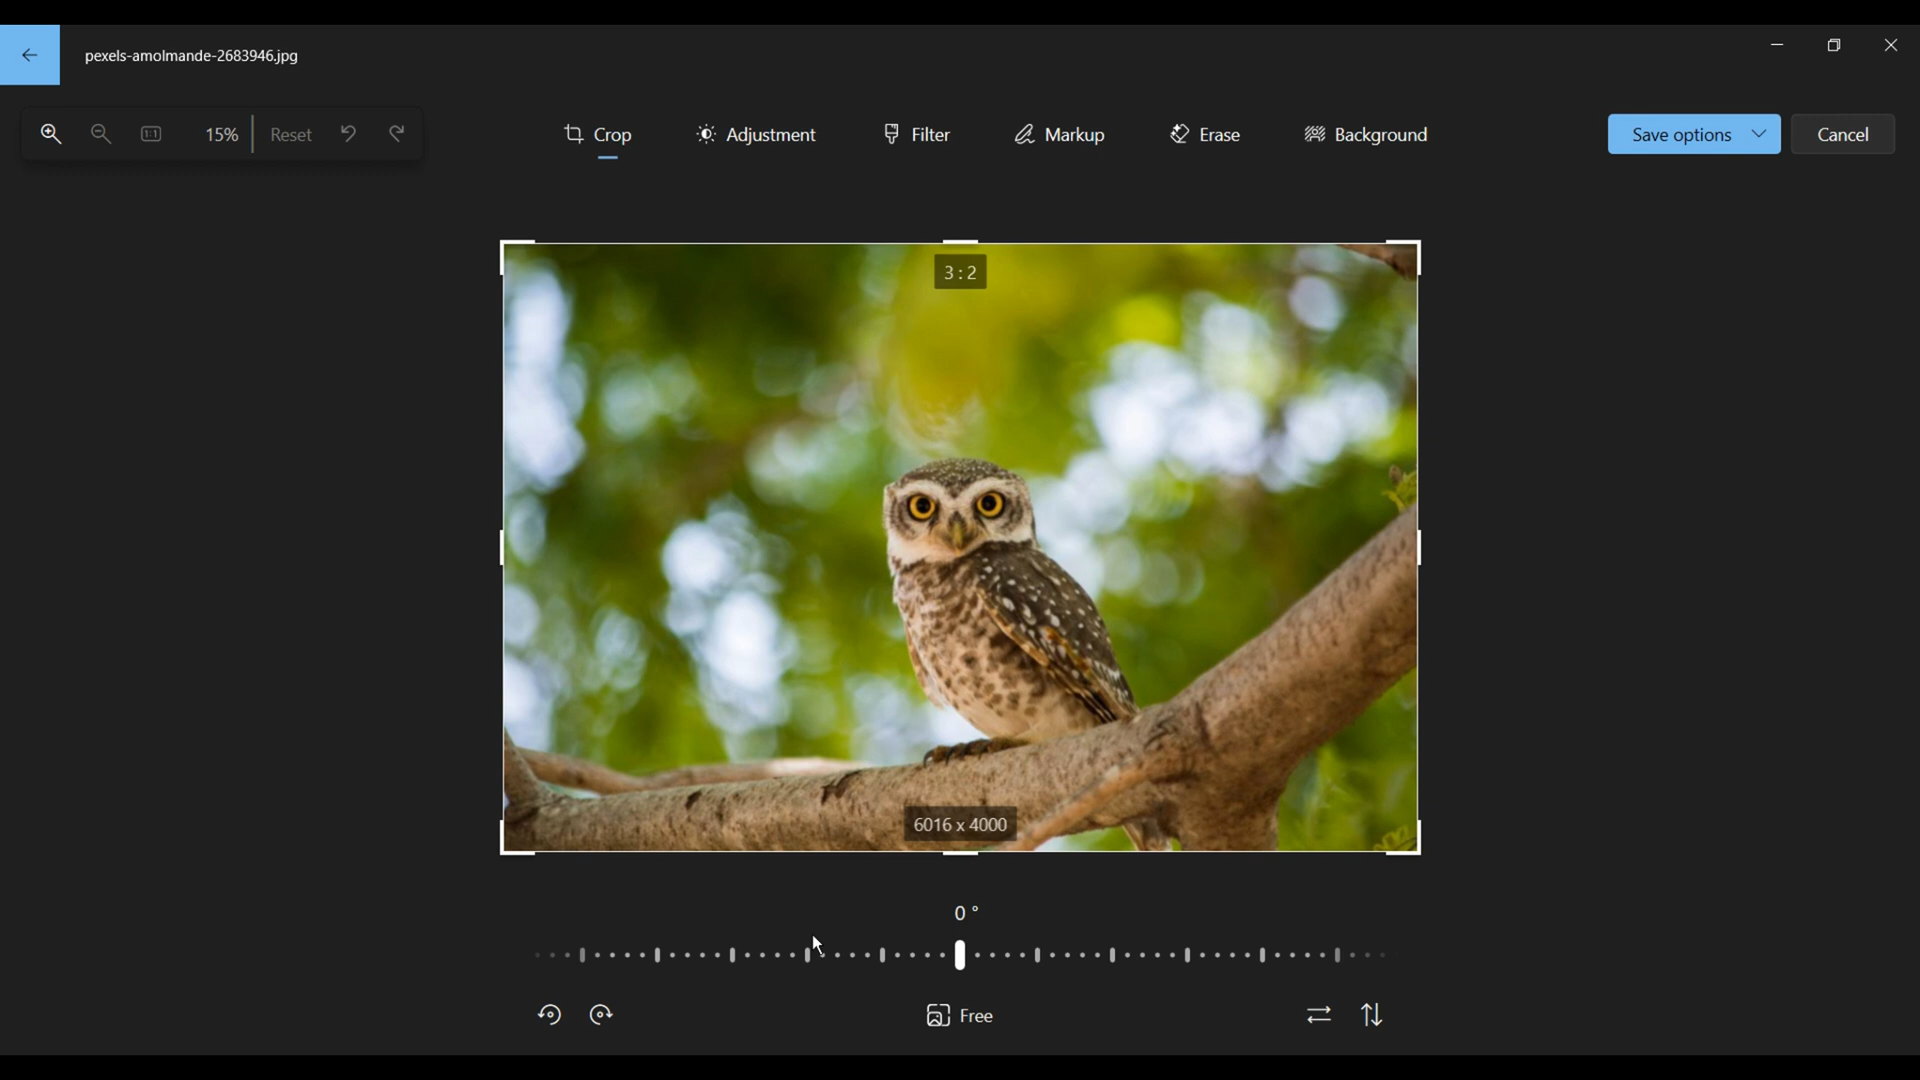 pexels-amolmande-2683946.jpg
15%
Reset
Crop
Adjustment
Filter
Markup
Erase
Background
Save options
Cancel
3 : 2
6016 x 4000
0 °
Free